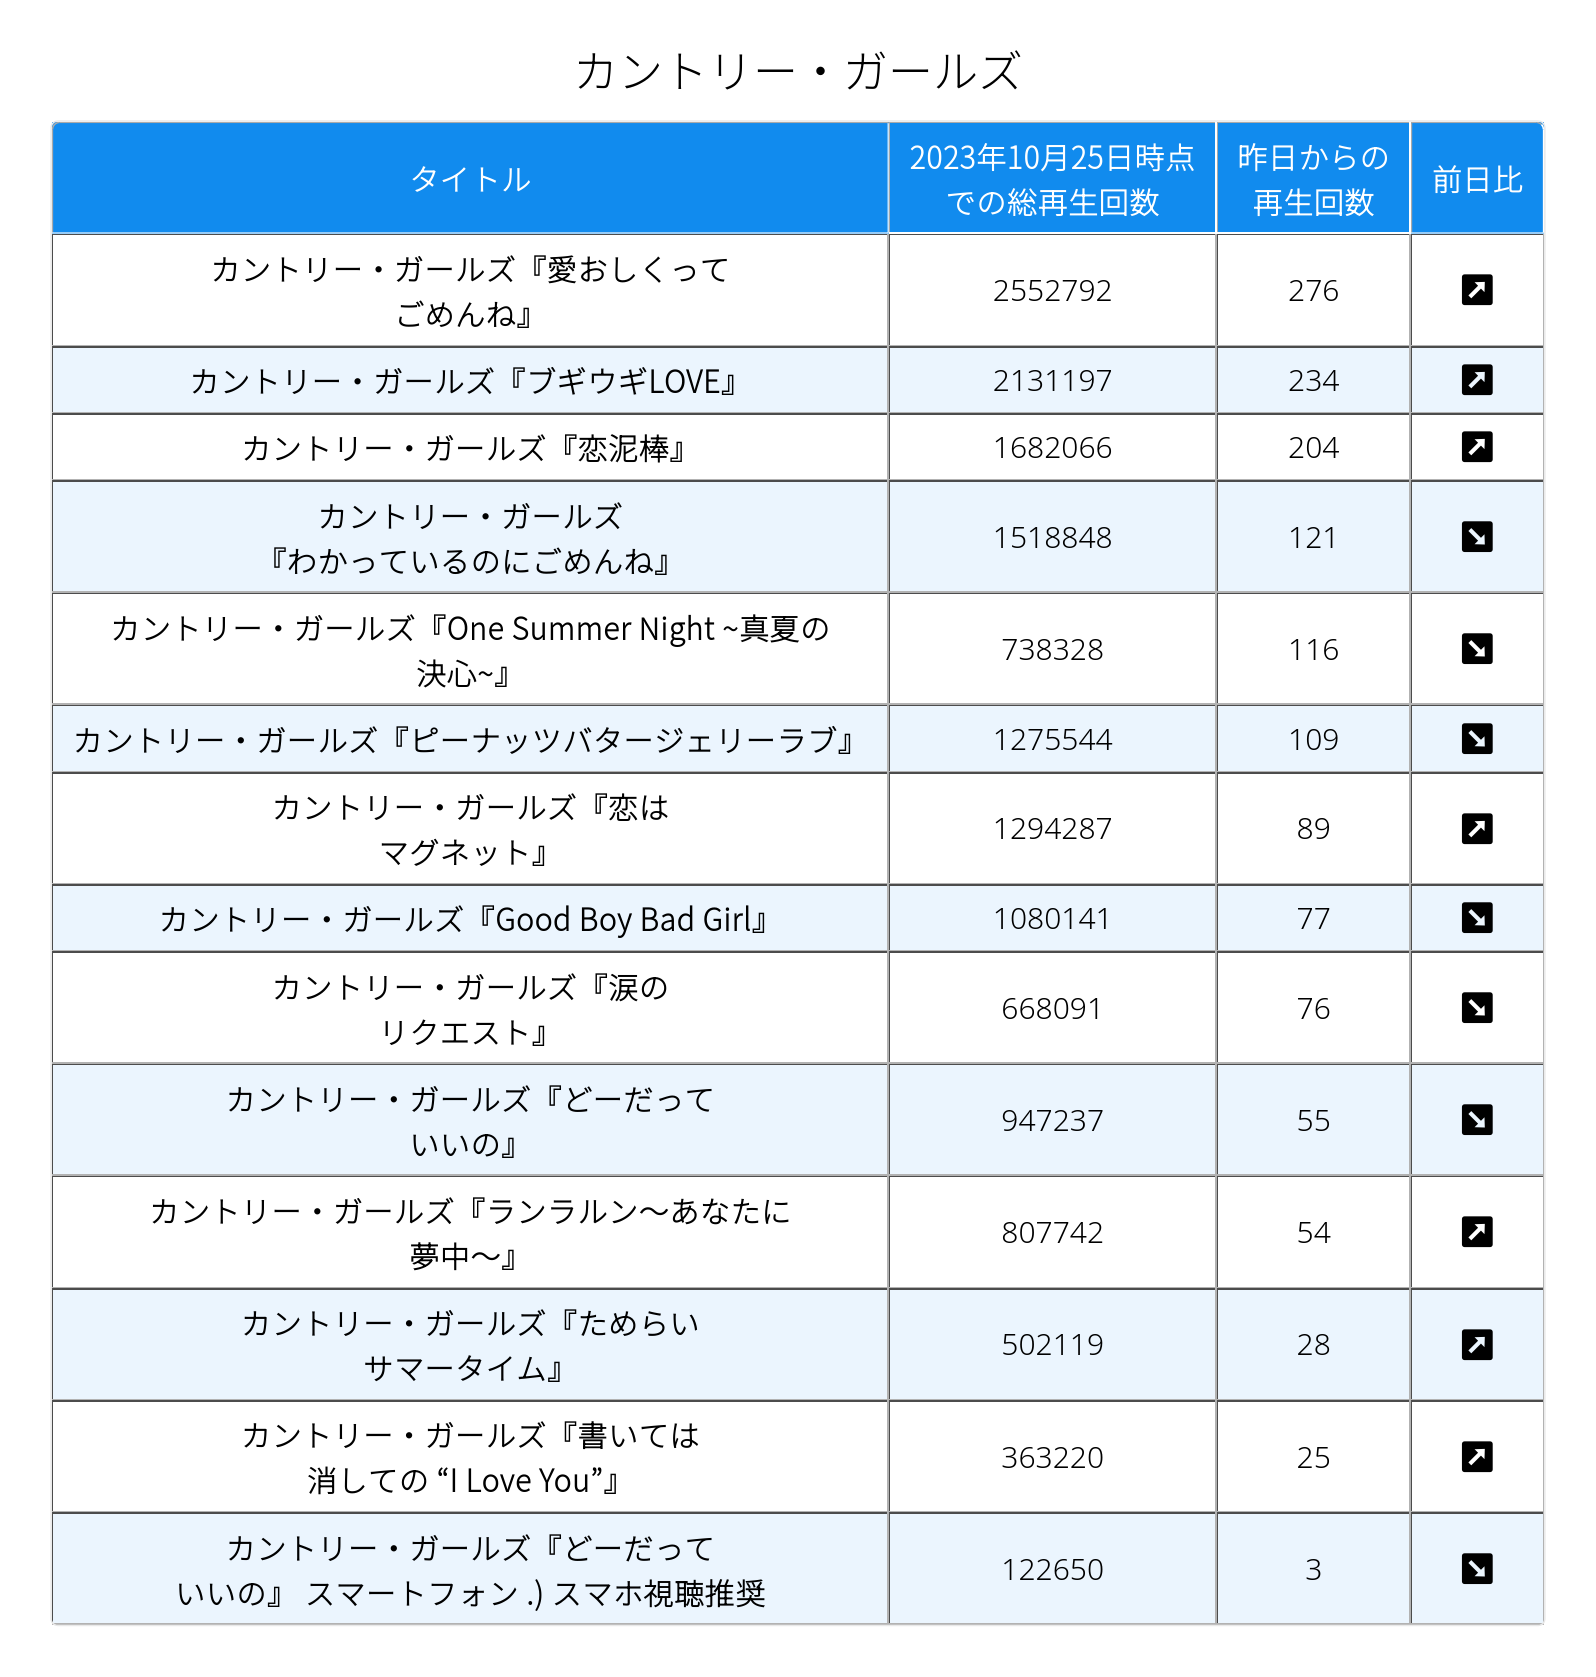 カントリー・ガールズ
タイトル
2023年10月25日時点
での総再生回数
昨日からの
再生回数
前日比
カントリー・ガールズ『愛おしくって
ごめんね』
2552792
276
カントリー・ガールズ『ブギウギLOVE』
2131197
234
カントリー・ガールズ『恋泥棒』
1682066
204
カントリー・ガールズ
『わかっているのにごめんね』
1518848
121
カントリー・ガールズ『One Summer Night ~真夏の
決心~』
738328
116
カントリー・ガールズ『ピーナッツバタージェリーラブ』
1275544
109
カントリー・ガールズ『恋は
マグネット』
1294287
89
カントリー・ガールズ『Good Boy Bad Girl』
1080141
77
カントリー・ガールズ『涙の
リクエスト』
668091
76
カントリー・ガールズ『どーだって
いいの』
947237
55
カントリー・ガールズ『ランラルン〜あなたに
夢中〜』
807742
54
カントリー・ガールズ『ためらい
サマータイム』
502119
28
カントリー・ガールズ『書いては
消しての “I Love You”』
363220
25
カントリー・ガールズ『どーだって
いいの』 スマートフォン .) スマホ視聴推奨
122650
3